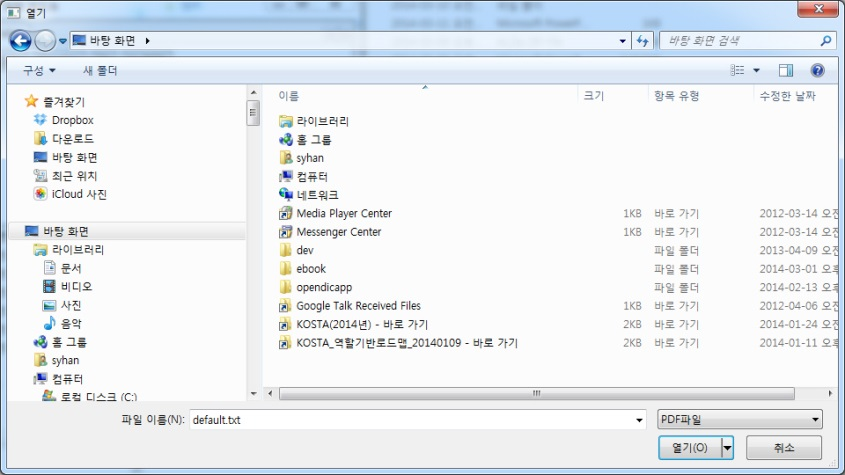 열기
바탕 화면
바탕 화면 검색
구성 새 폴더
즐겨찾기
Dropbox
다운로드
바탕 화면
최근 위치
iCloud 사진
바탕 화면
라이브러리
문서
비디오
사진
음악
홈 그룹
syhan
컴퓨터
로컬 디스크 (C:)
이름 크기 항목 유형 수정한 날짜
라이브러리
홈 그룹
syhan
컴퓨터
네트워크
Media Player Center 1KB 바로 가기 2012-03-14 오전
Messenger Center 1KB 바로 가기 2012-03-14 오전
dev 파일 폴더 2013-04-09 오전
ebook 파일 폴더 2014-03-01 오후
opendicapp 파일 폴더 2014-02-13 오후
Google Talk Received Files 1KB 바로 가기 2012-04-06 오전
KOSTA(2014년) - 바로 가기 2KB 바로 가기 2014-01-24 오전
KOSTA_역할기반로드맵_20140109 - 바로 가기 2KB 바로 가기 2014-01-11 오후
파일 이름(N): default.txt PDF파일
열기(O) 취소